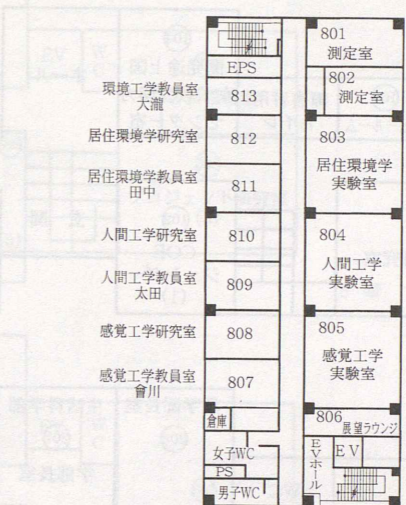 801
測定室
802
測定室
803
居住環境学
実験室
804
人間工学
実験室
805
感覚工学
実験室
806
展望ラウンジ
EVホール
EV
EPS
環境工学教員室
大瀧
813
居住環境学研究室
812
居住環境学教員室
田中
811
人間工学研究室
810
人間工学教員室
太田
809
感覚工学研究室
808
感覚工学教員室
會川
807
倉庫
女子WC
PS
男子WC